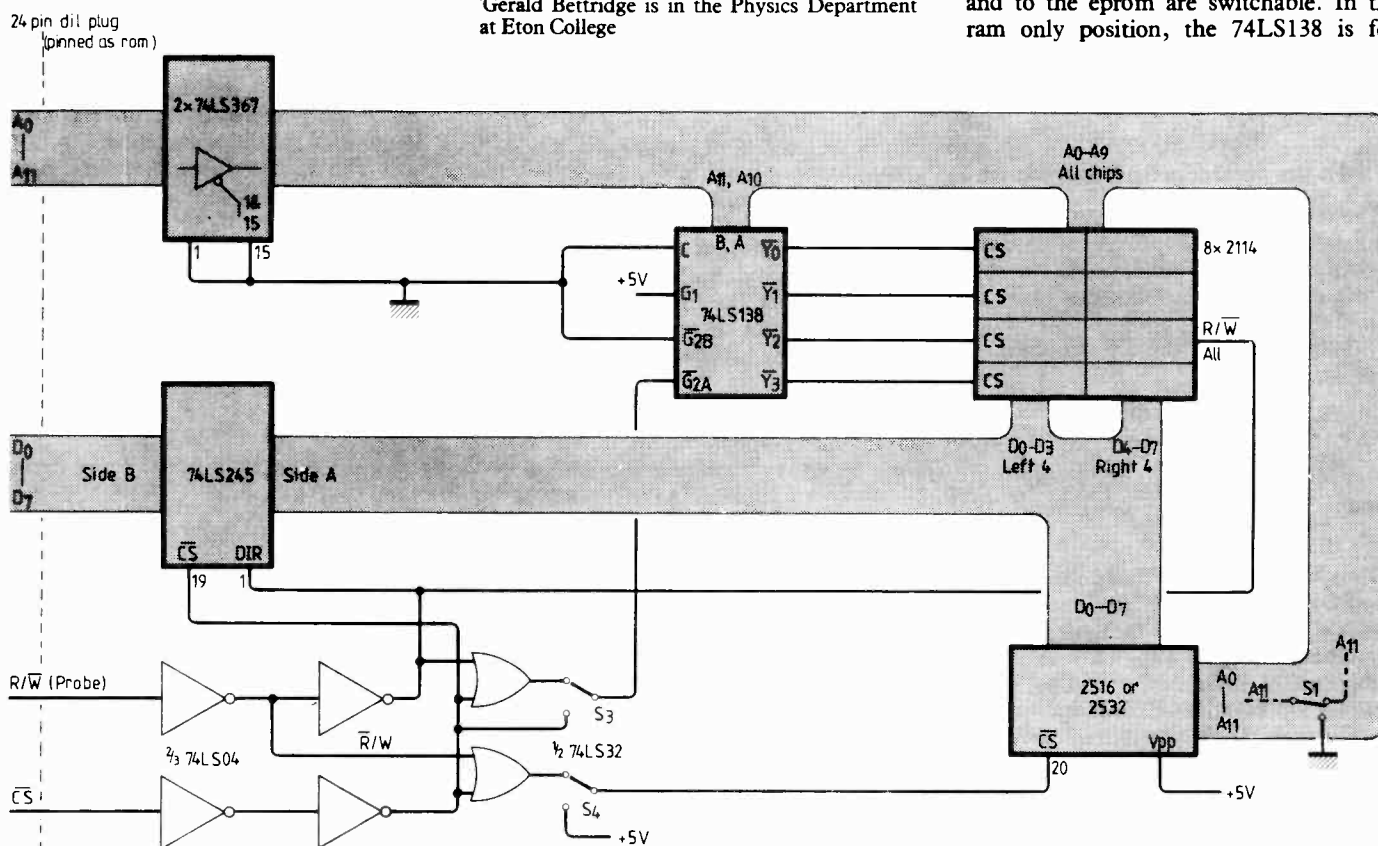 Gerald Bettridge is in the Physics Department
at Eton College
and to the eprom are switchable. In th
ram only position, the 74LS138 is fo
24 pin dil plug
(pinned as rom)
2× 74LS367
A0
A11
1&
15
1
15
A11, A10
A0-A9
All chips
C
B, A
Y0
+5V
G1
Y1
74LS138
G2B
Y2
G2A
Y3
CS
CS
CS
CS
8× 2114
R/W
All
D0
D7
Side B
74LS245
Side A
CS
DIR
19
1
D0-D3
Left 4
D4-D7
Right 4
D0-D7
R/W (Probe)
R/W
⅔ 74LS04
½ 74LS32
S3
CS
S4
+5V
2516 or
2532
CS
Vpp
20
+5V
A0
A11
A11
S1
A11